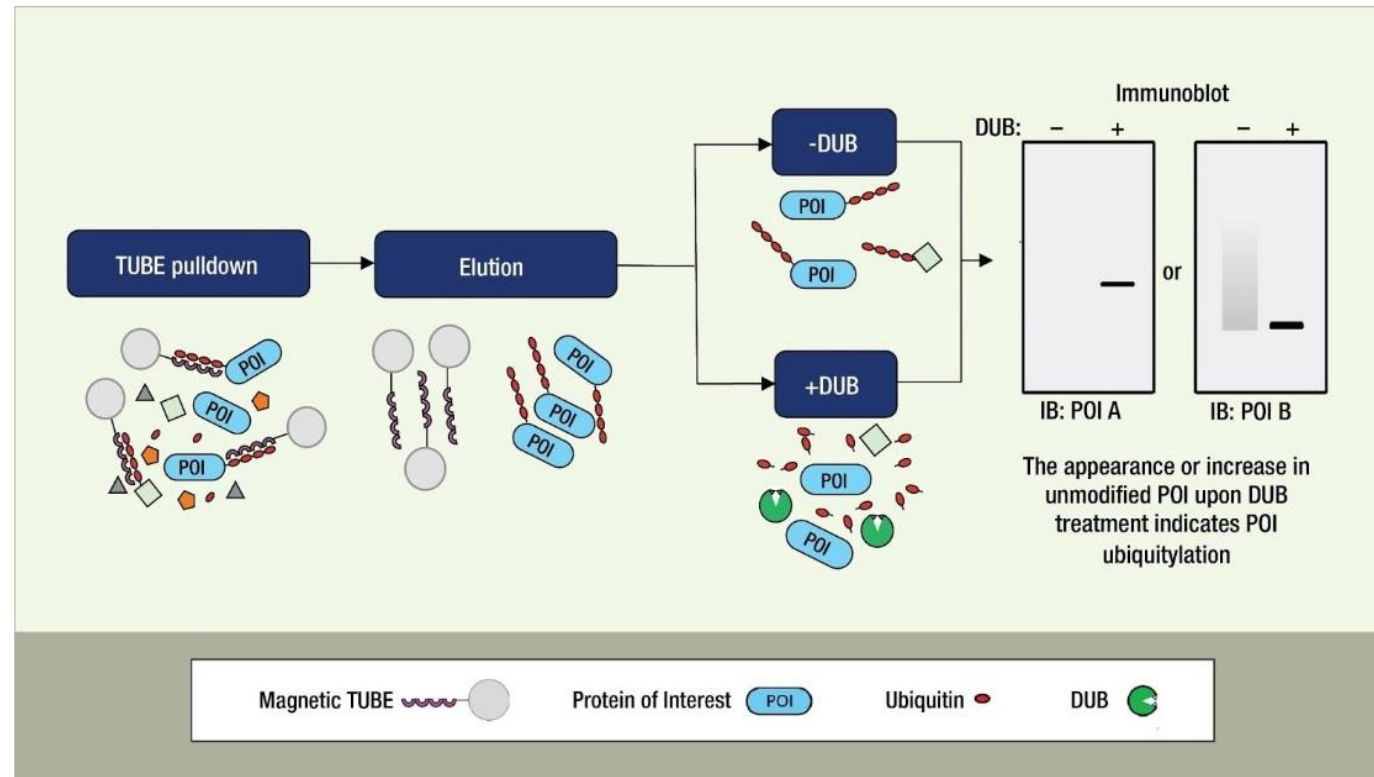 Immunoblot
DUB: − + − +
-DUB
POI
POI
TUBE pulldown
Elution
or
+DUB
POI
POI
POI
POI
POI
POI
POI
POI
IB: POI A
IB: POI B
The appearance or increase in
unmodified POI upon DUB
treatment indicates POI
ubiquitylation
Magnetic TUBE
Protein of Interest
POI
Ubiquitin
DUB